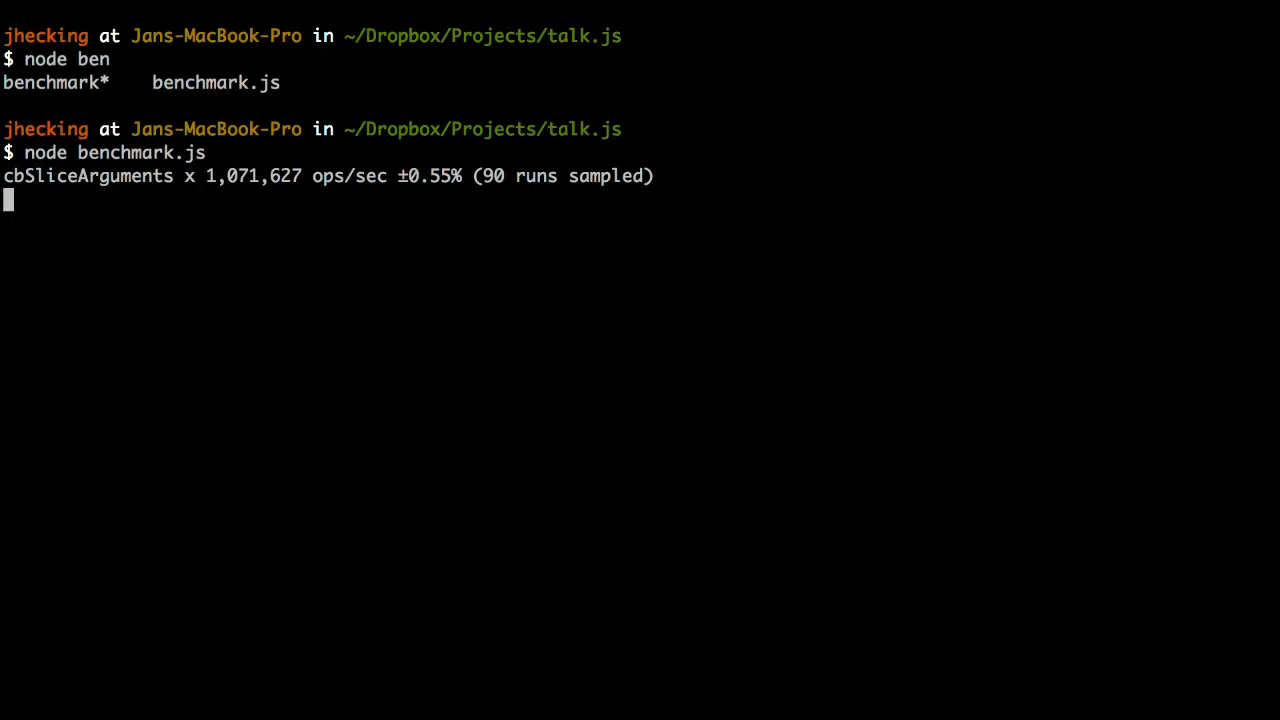 jhecking at Jans-MacBook-Pro in ~/Dropbox/Projects/talk.js
$ node ben
benchmark*    benchmark.js
jhecking at Jans-MacBook-Pro in ~/Dropbox/Projects/talk.js
$ node benchmark.js
cbSliceArguments x 1,071,627 ops/sec ±0.55% (90 runs sampled)